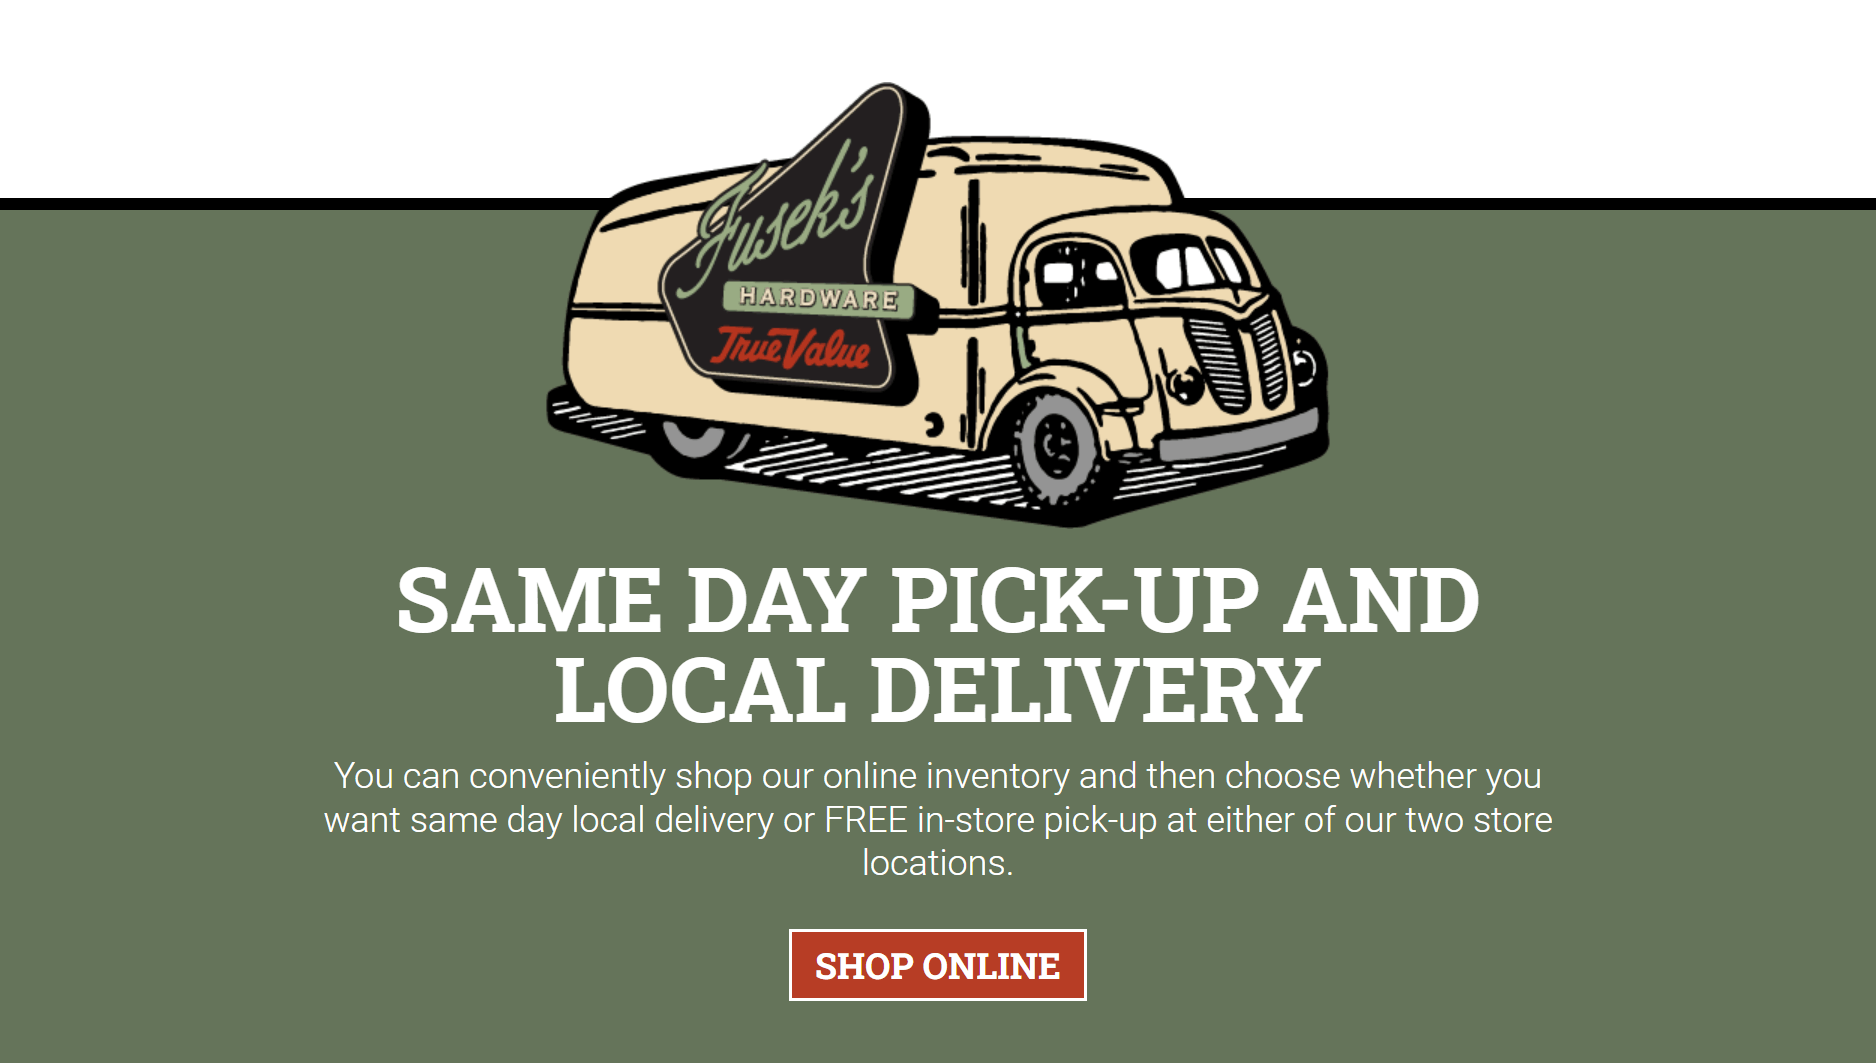 Fusek's
HARDWARE
True Value
SAME DAY PICK-UP AND
LOCAL DELIVERY
You can conveniently shop our online inventory and then choose whether you
want same day local delivery or FREE in-store pick-up at either of our two store
locations.
SHOP ONLINE